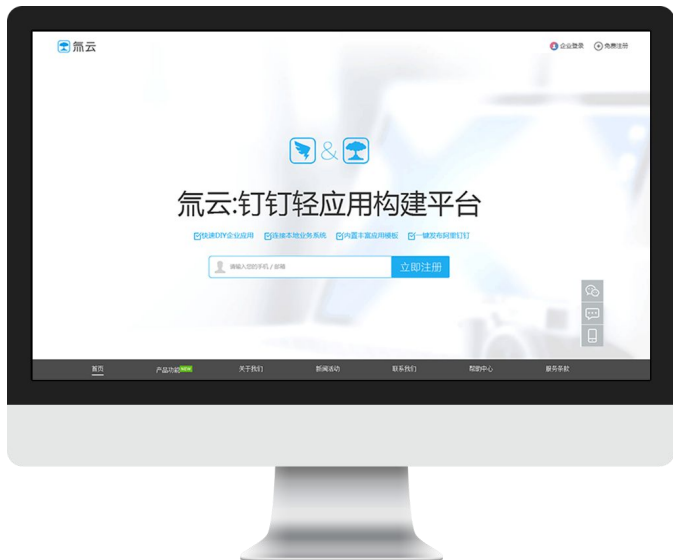 氚云
企业登录 免费注册
&
氚云:钉钉轻应用构建平台
快速DIY企业应用 连接本地业务系统 内置丰富应用模板 一键发布阿里钉钉
请输入您的手机 / 邮箱 立即注册
首页 产品功能 NEW 关于我们 新闻活动 联系我们 帮助中心 服务条款